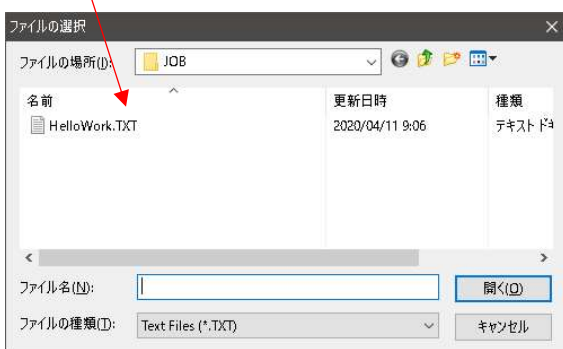 ファイルの選択
ファイルの場所(I): JOB
名前 更新日時 種類
HelloWork.TXT 2020/04/11 9:06 テキスト ドキ
ファイル名(N): 開く(O)
ファイルの種類(T): Text Files (*.TXT) キャンセル